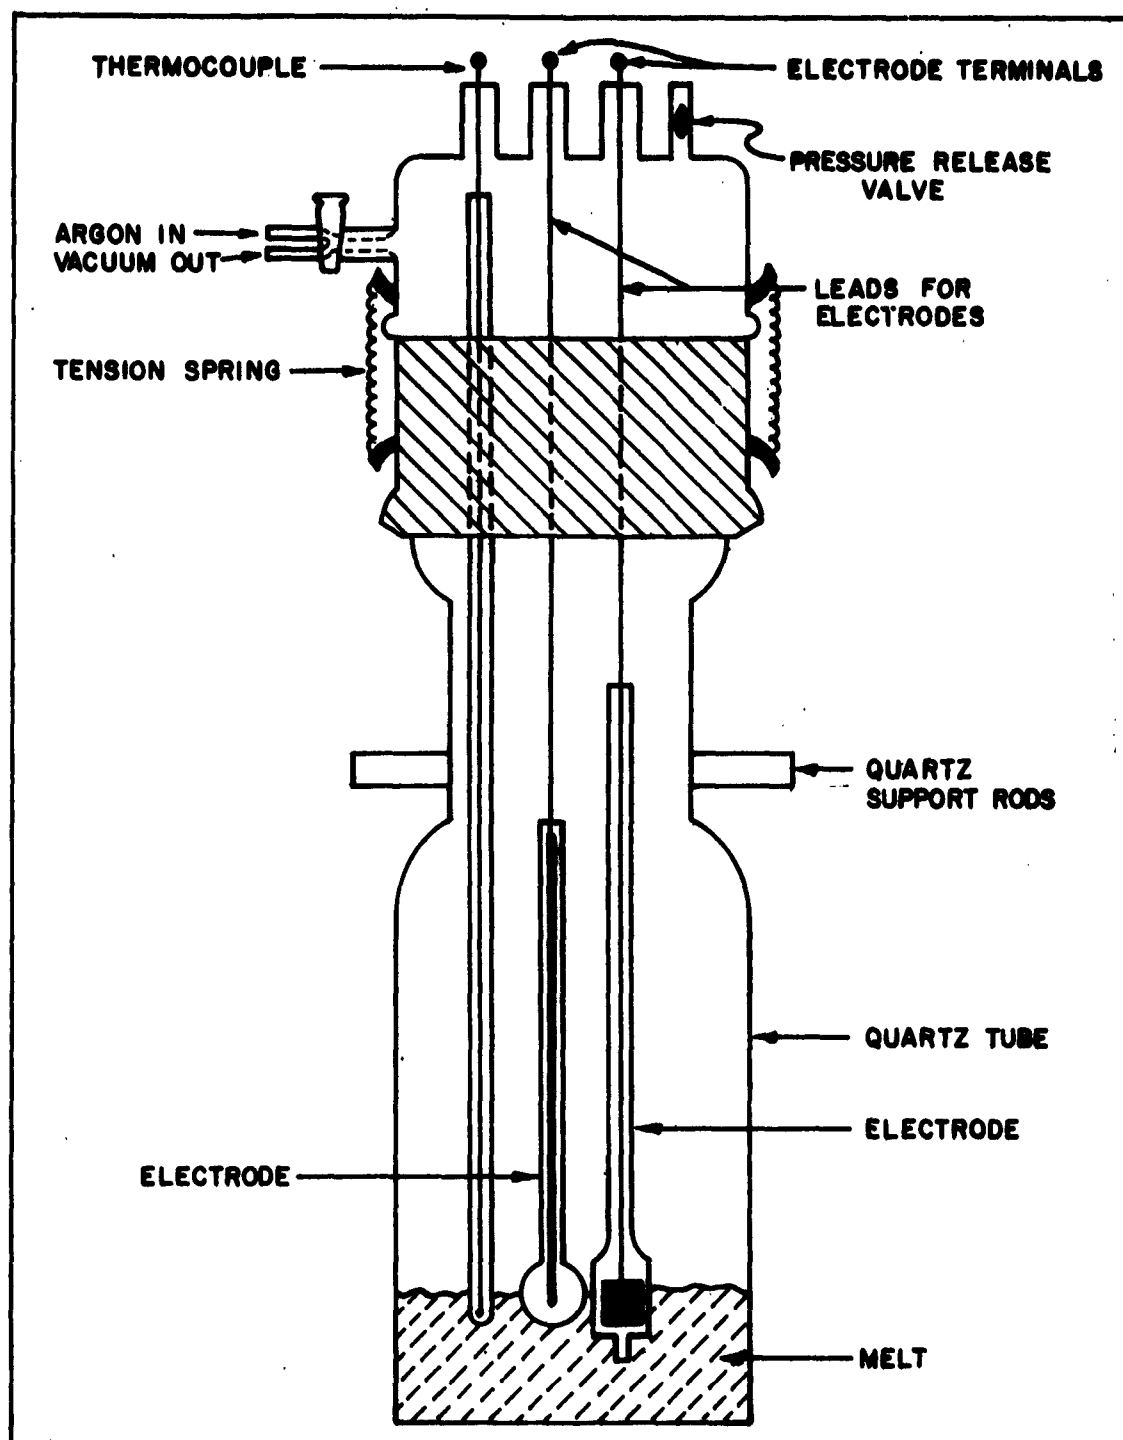 THERMOCOUPLE
ELECTRODE TERMINALS
PRESSURE RELEASE
VALVE
ARGON IN
VACUUM OUT
LEADS FOR
ELECTRODES
TENSION SPRING
QUARTZ
SUPPORT RODS
QUARTZ TUBE
ELECTRODE
ELECTRODE
MELT